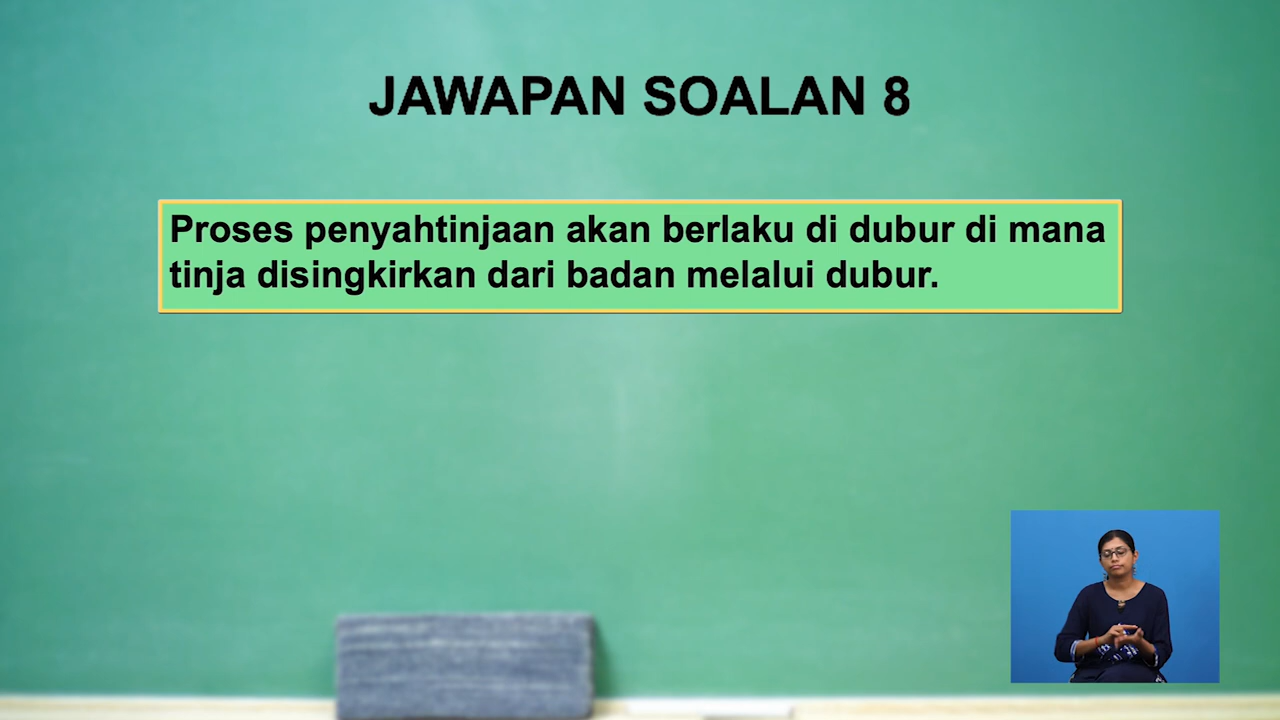 JAWAPAN SOALAN 8
Proses penyahtinjaan akan berlaku di dubur di mana
tinja disingkirkan dari badan melalui dubur.